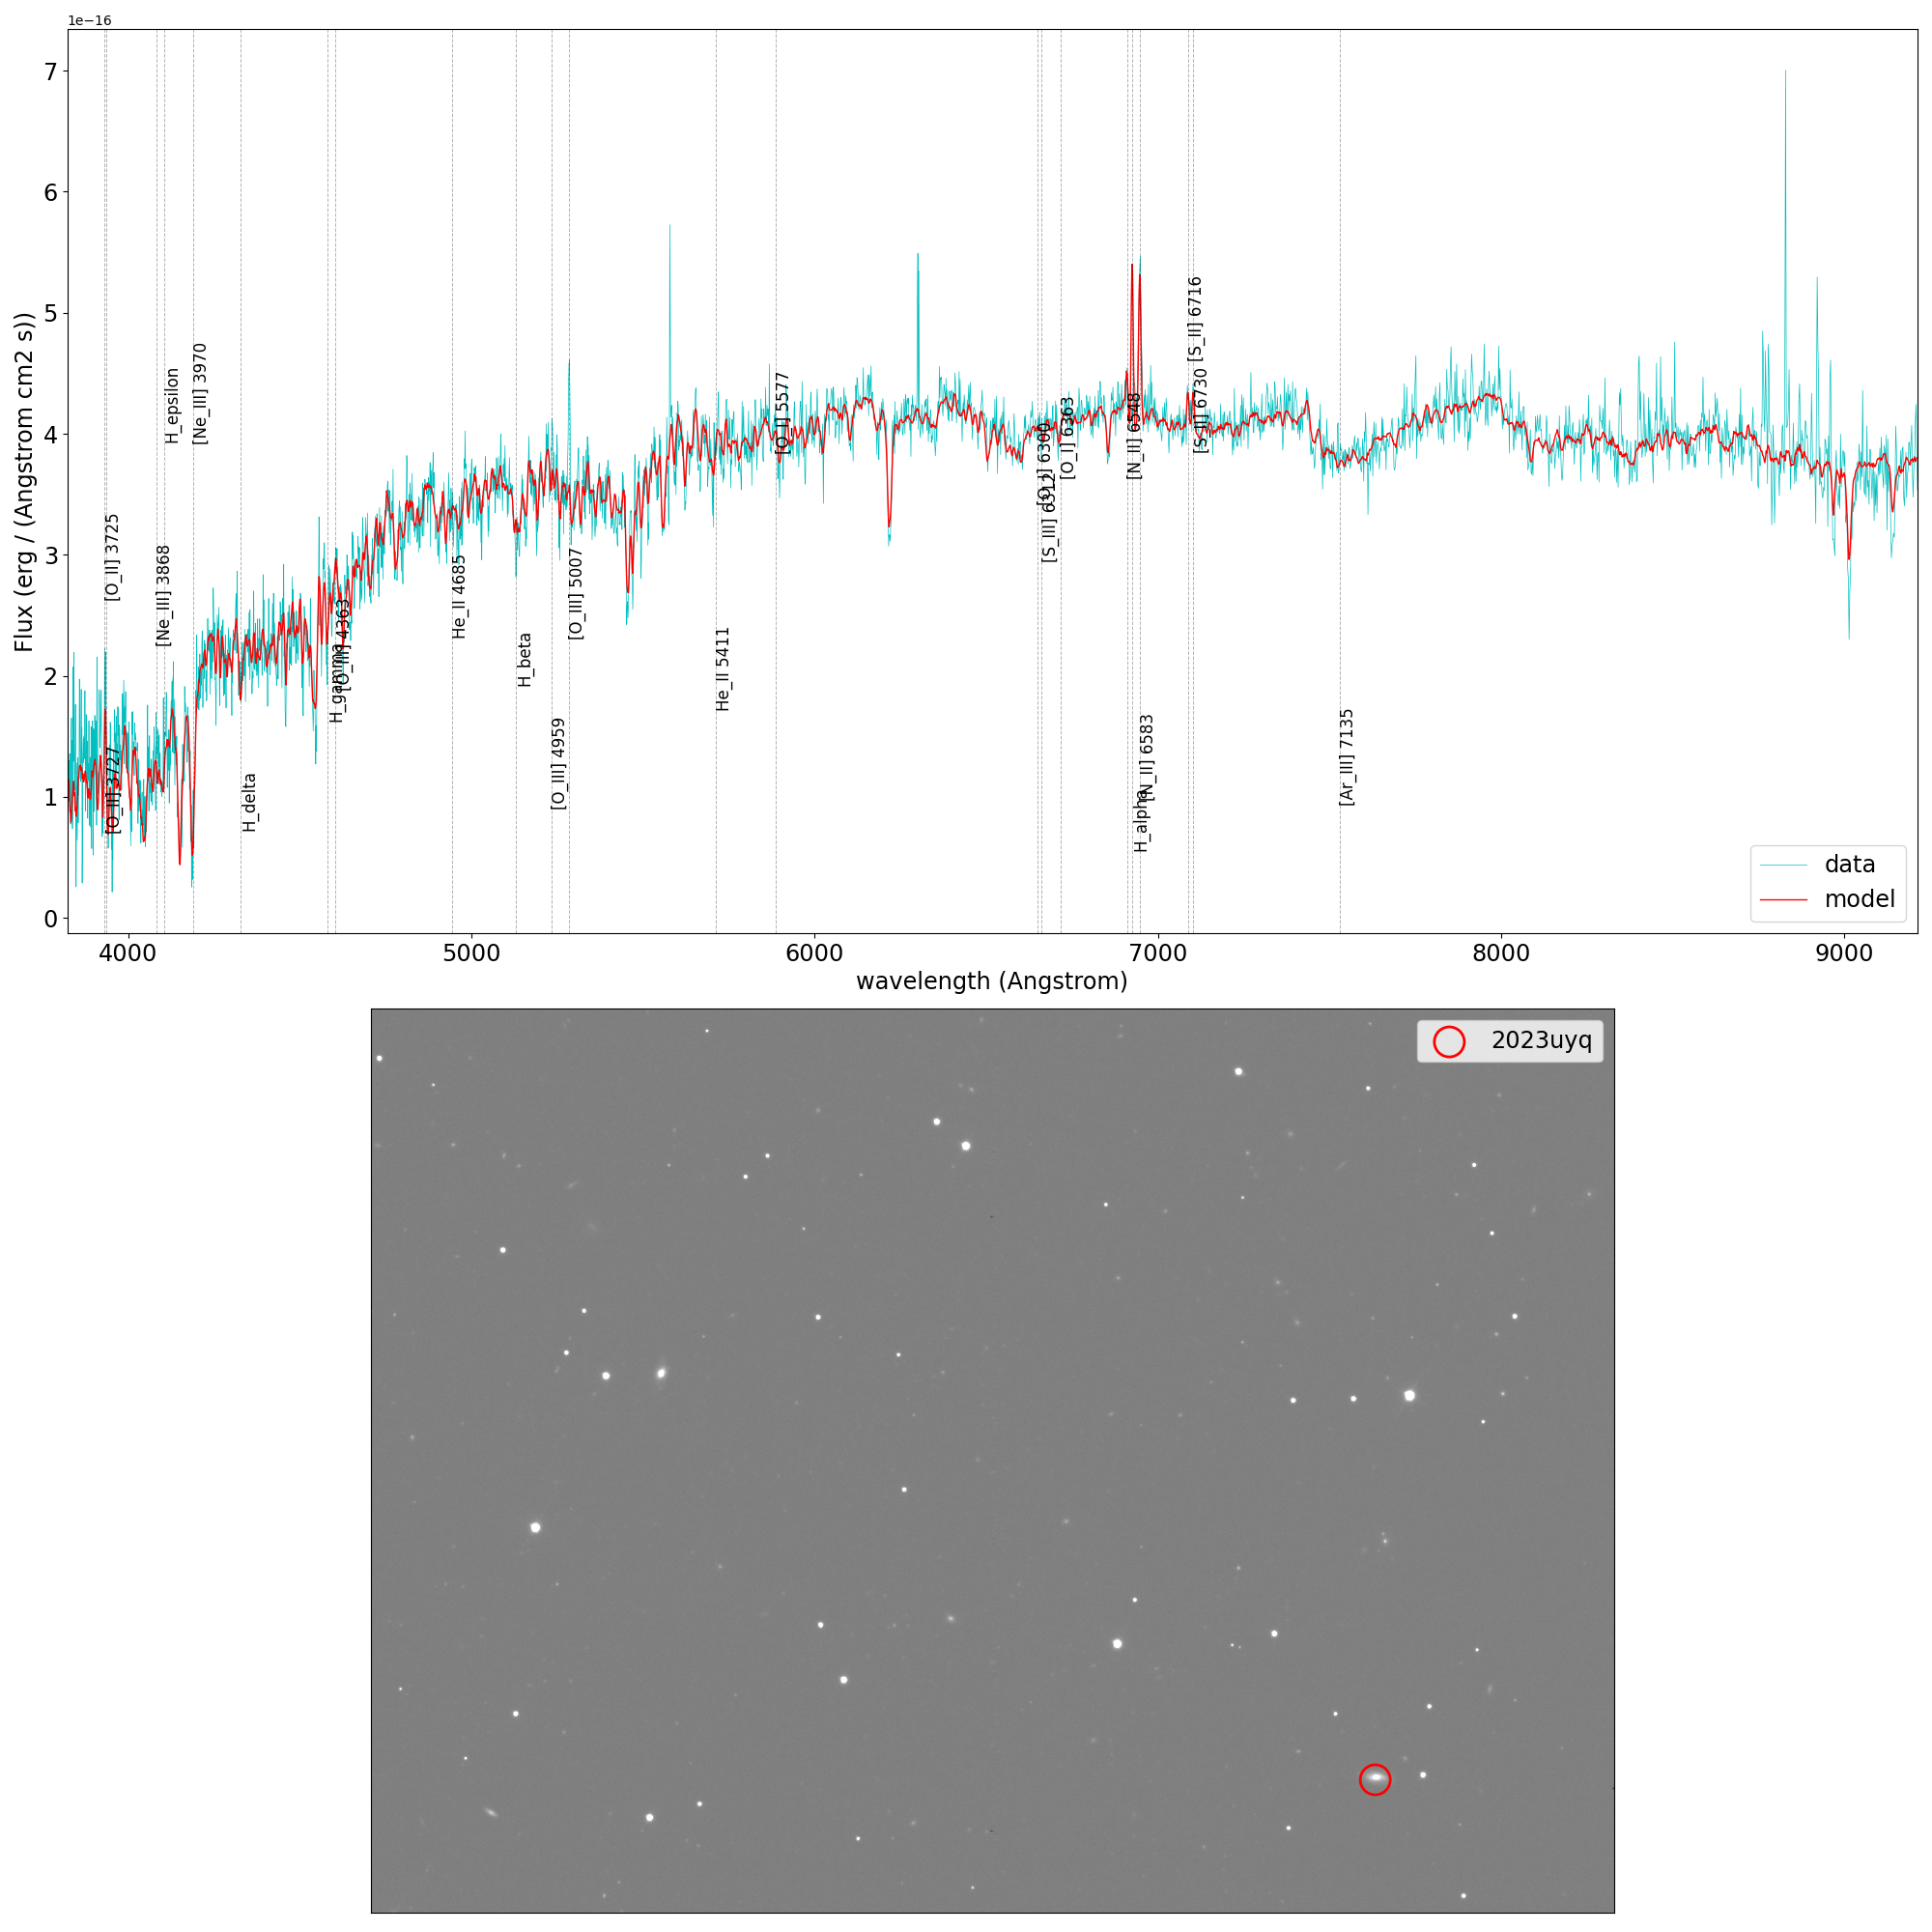 1e−16
7
6
5
4
3
2
1
0
Flux (erg / (Angstrom cm2 s))
[O_II] 3725
[O_II] 3727
[Ne_III] 3868
H_epsilon
[Ne_III] 3970
H_delta
H_gamma
[O_III] 4363
He_II 4685
H_beta
[O_III] 4959
[O_III] 5007
He_II 5411
[O_I] 5577
[O_I] 6300
[S_III] 6312
[O_I] 6363
[N_II] 6548
H_alpha
[N_II] 6583
[S_II] 6716
[S_II] 6730
[Ar_III] 7135
data
model
4000 5000 6000 7000 8000 9000
wavelength (Angstrom)
2023uyq